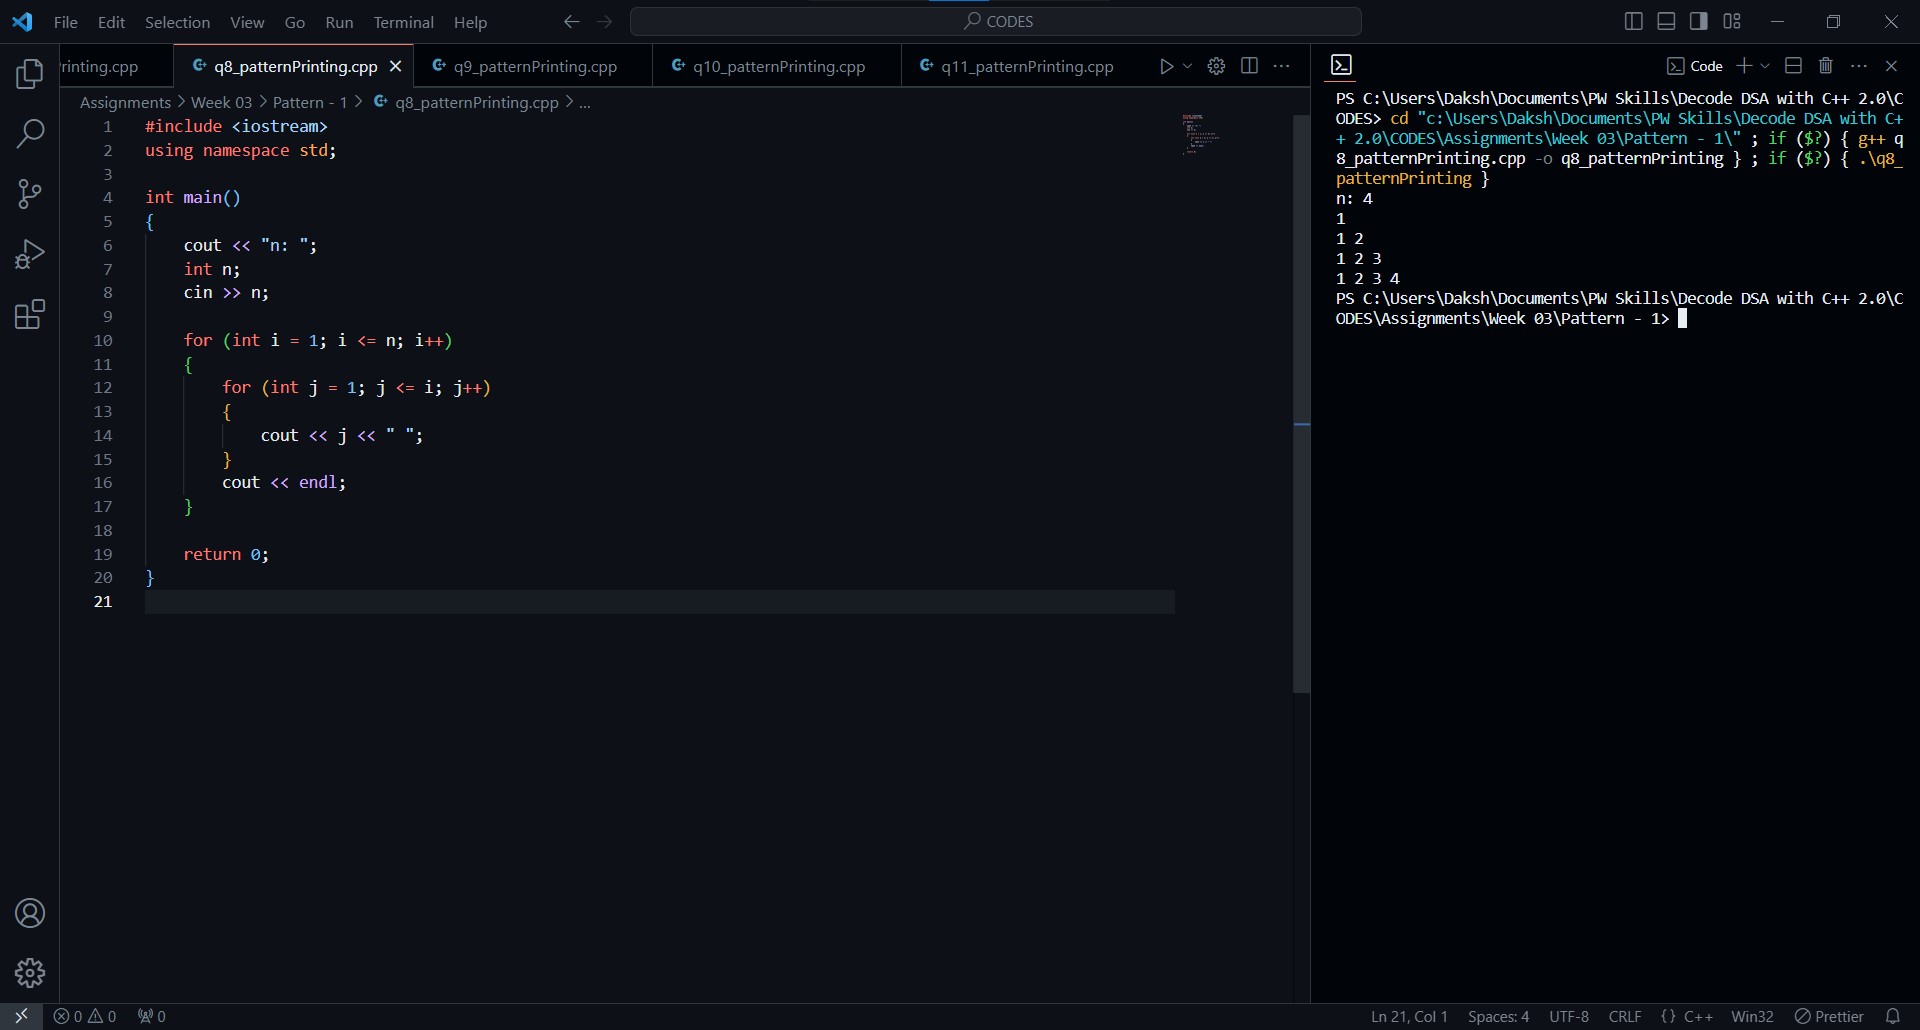 File Edit Selection View Go Run Terminal Help CODES
rinting.cpp q8_patternPrinting.cpp q9_patternPrinting.cpp q10_patternPrinting.cpp q11_patternPrinting.cpp
Assignments > Week 03 > Pattern - 1 > q8_patternPrinting.cpp > ...
1 #include <iostream>
2 using namespace std;
3
4 int main()
5 {
6     cout << "n: ";
7     int n;
8     cin >> n;
9
10     for (int i = 1; i <= n; i++)
11     {
12         for (int j = 1; j <= i; j++)
13         {
14             cout << j << " ";
15         }
16         cout << endl;
17     }
18
19     return 0;
20 }
21
Code
PS C:\Users\Daksh\Documents\PW Skills\Decode DSA with C++ 2.0\C
ODES> cd "c:\Users\Daksh\Documents\PW Skills\Decode DSA with C+
+ 2.0\CODES\Assignments\Week 03\Pattern - 1\" ; if ($?) { g++ q
8_patternPrinting.cpp -o q8_patternPrinting } ; if ($?) { .\q8_
patternPrinting }
n: 4
1
1 2
1 2 3
1 2 3 4
PS C:\Users\Daksh\Documents\PW Skills\Decode DSA with C++ 2.0\C
ODES\Assignments\Week 03\Pattern - 1>
0 0 0 Ln 21, Col 1 Spaces: 4 UTF-8 CRLF {} C++ Win32 Prettier